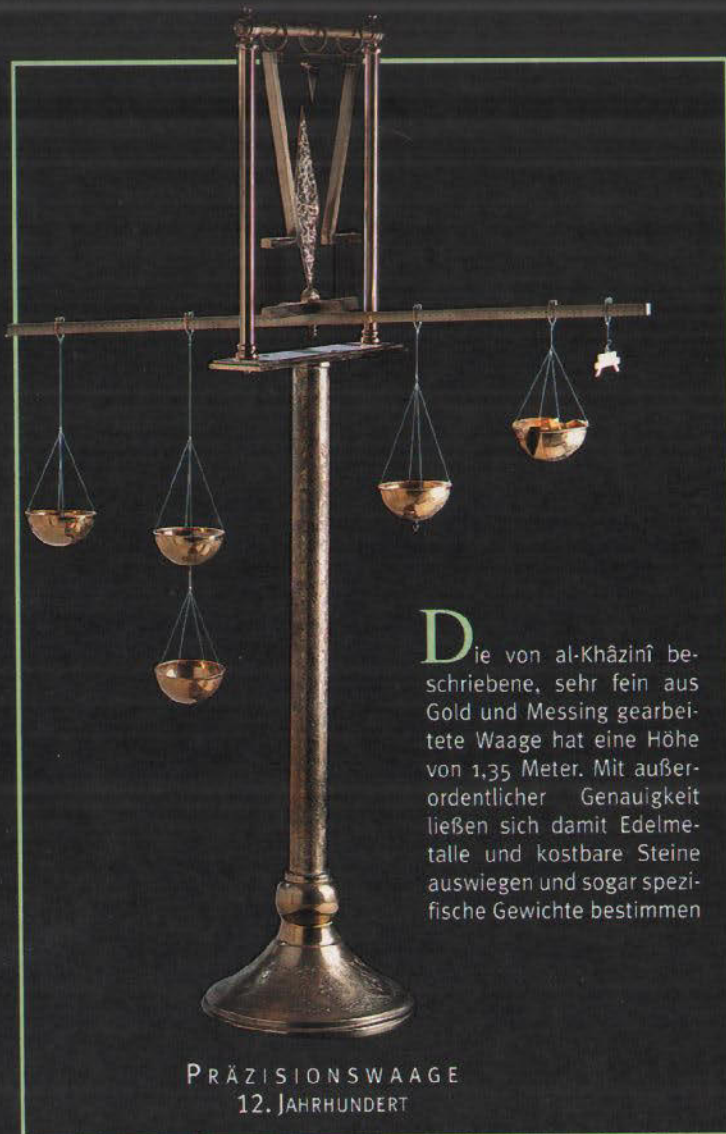 Die von al-Khâzinî be-
schriebene, sehr fein aus
Gold und Messing gearbei-
tete Waage hat eine Höhe
von 1,35 Meter. Mit außer-
ordentlicher Genauigkeit
ließen sich damit Edelme-
talle und kostbare Steine
auswiegen und sogar spezi-
fische Gewichte bestimmen
PRÄZISIONSWAAGE
12. JAHRHUNDERT